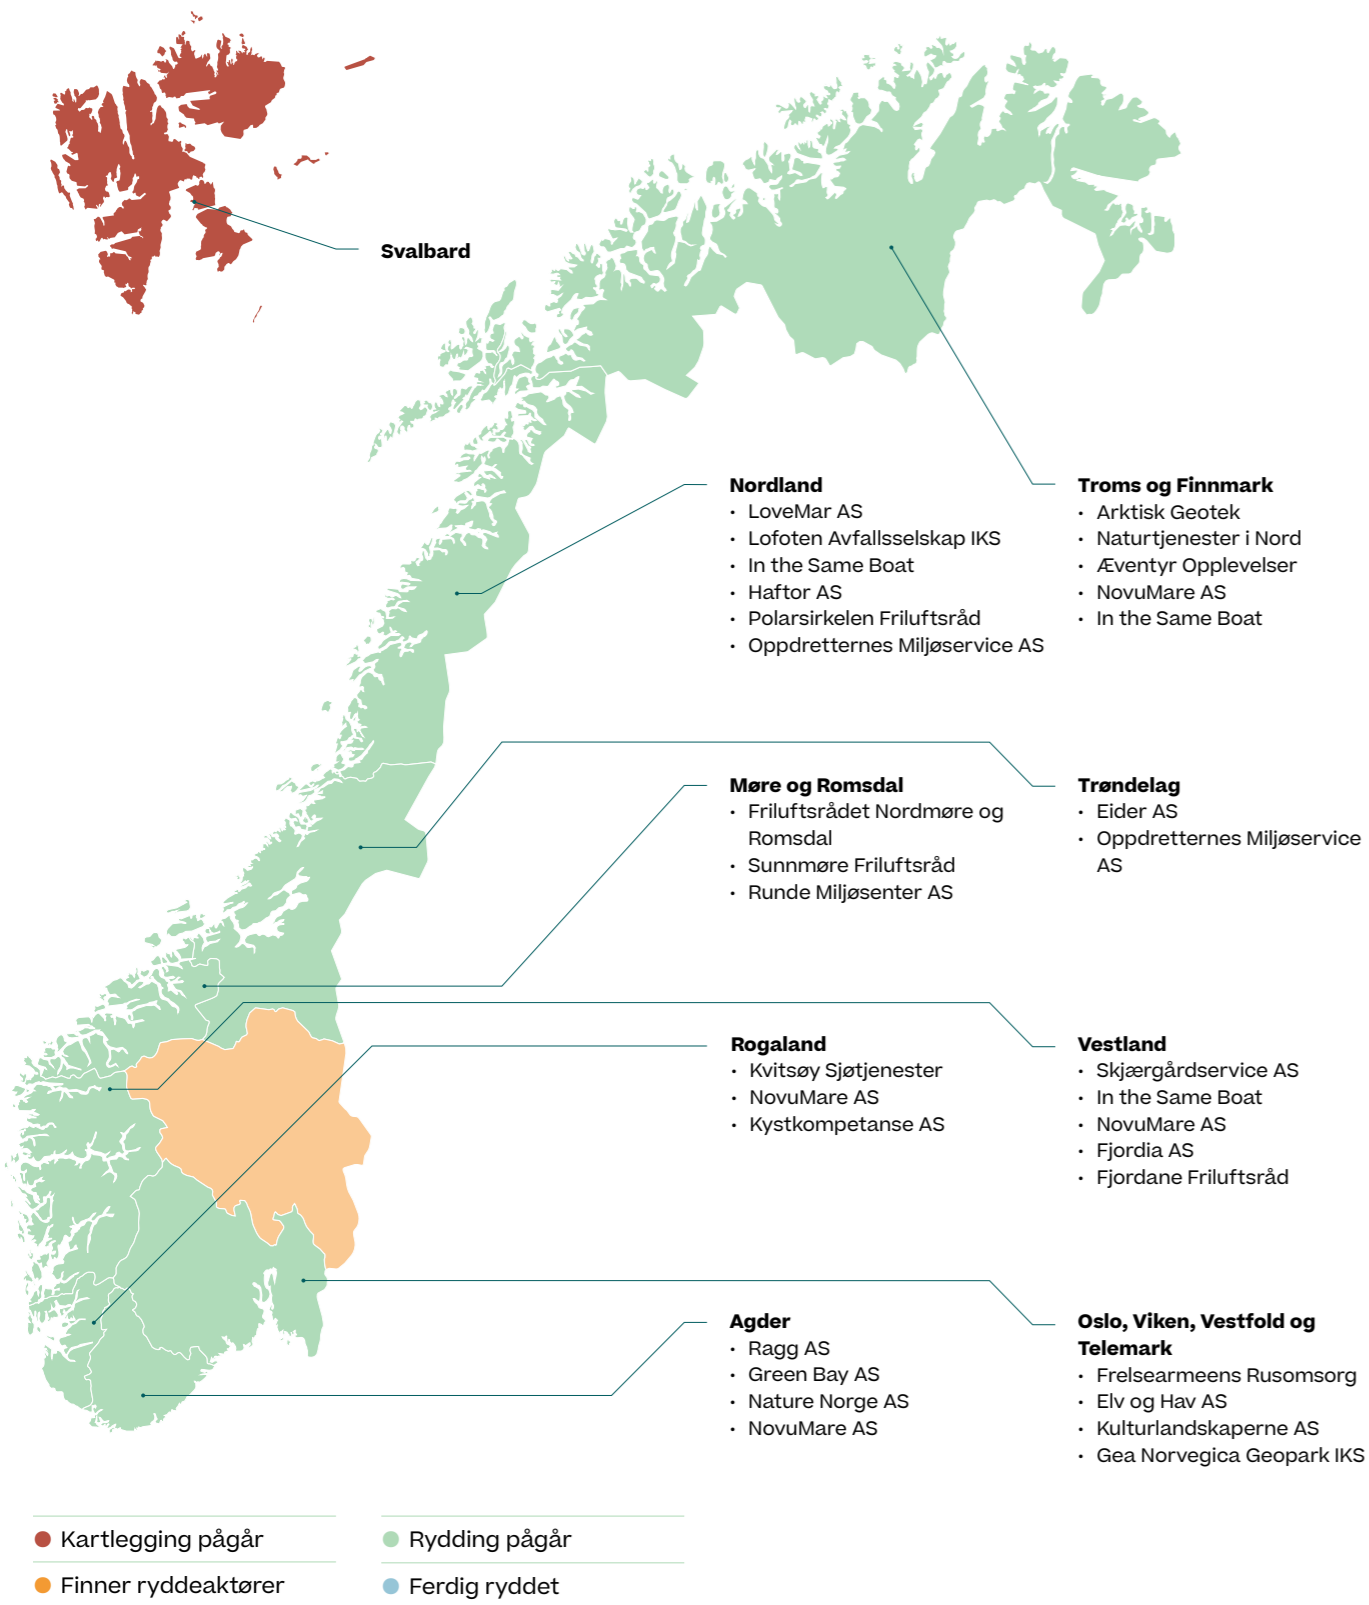 Svalbard
Nordland
• LoveMar AS
• Lofoten Avfallsselskap IKS
• In the Same Boat
• Haftor AS
• Polarsirkelen Friluftsråd
• Oppdretternes Miljøservice AS
Troms og Finnmark
• Arktisk Geotek
• Naturtjenester i Nord
• Æventyr Opplevelser
• NovuMare AS
• In the Same Boat
Møre og Romsdal
• Friluftsrådet Nordmøre og
Romsdal
• Sunnmøre Friluftsråd
• Runde Miljøsenter AS
Trøndelag
• Eider AS
• Oppdretternes Miljøservice
AS
Rogaland
• Kvitsøy Sjøtjenester
• NovuMare AS
• Kystkompetanse AS
Vestland
• Skjærgårdservice AS
• In the Same Boat
• NovuMare AS
• Fjordia AS
• Fjordane Friluftsråd
Agder
• Ragg AS
• Green Bay AS
• Nature Norge AS
• NovuMare AS
Oslo, Viken, Vestfold og
Telemark
• Frelsearmeens Rusomsorg
• Elv og Hav AS
• Kulturlandskaperne AS
• Gea Norvegica Geopark IKS
Kartlegging pågår
Finner ryddeaktører
Rydding pågår
Ferdig ryddet